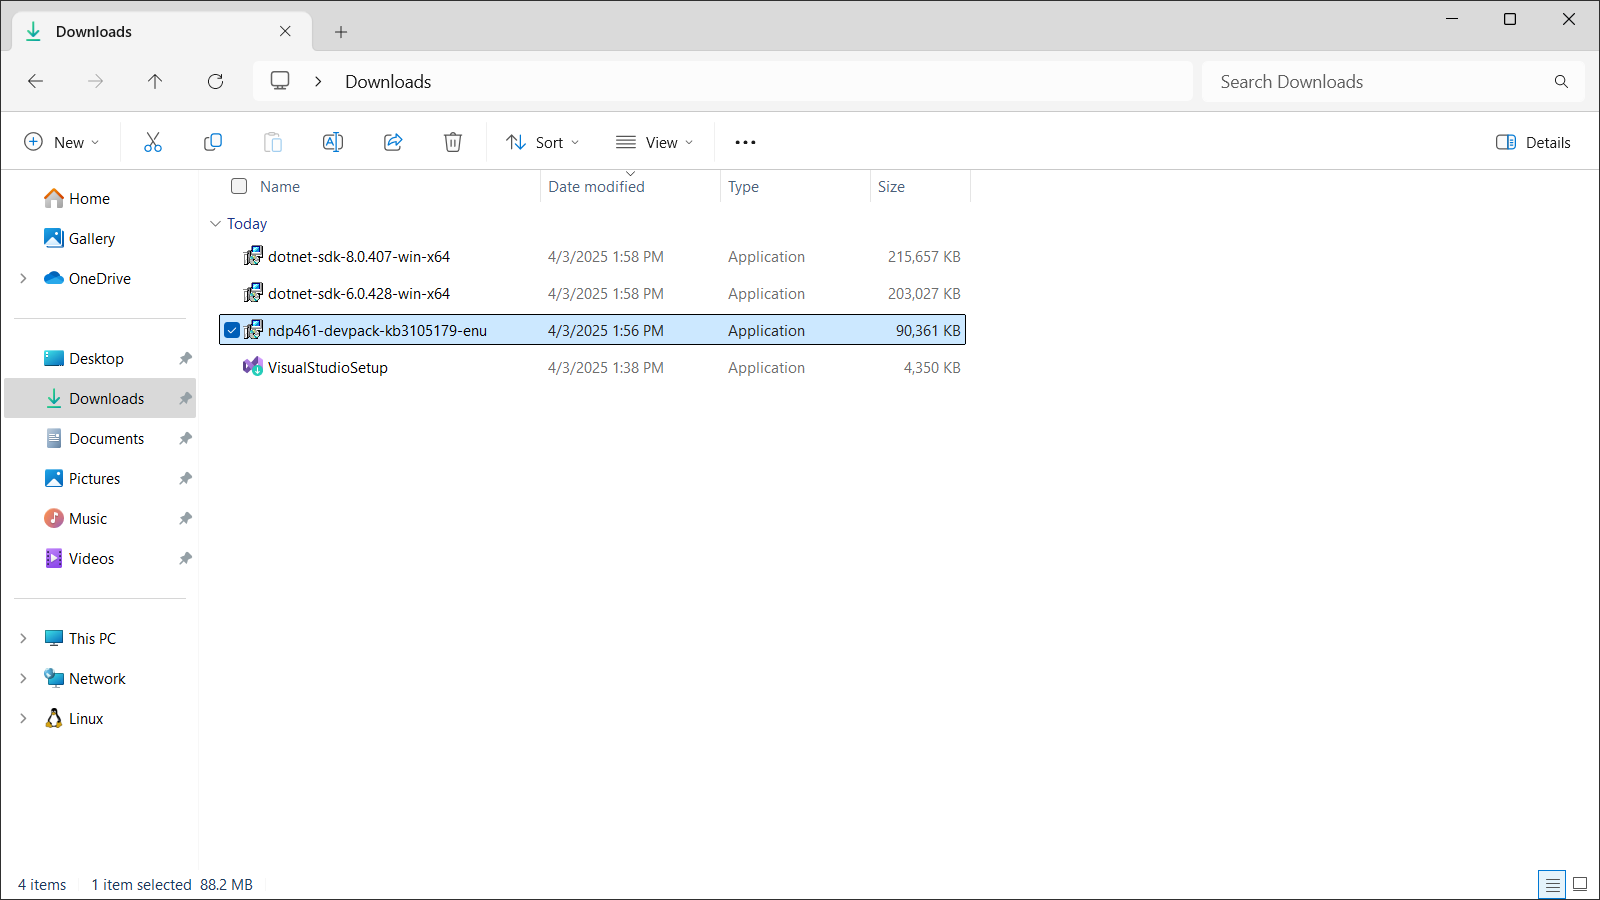 Downloads
Downloads
Search Downloads
New
Sort
View
Details
Name
Date modified
Type
Size
Today
dotnet-sdk-8.0.407-win-x64 4/3/2025 1:58 PM Application 215,657 KB
dotnet-sdk-6.0.428-win-x64 4/3/2025 1:58 PM Application 203,027 KB
ndp461-devpack-kb3105179-enu 4/3/2025 1:56 PM Application 90,361 KB
VisualStudioSetup 4/3/2025 1:38 PM Application 4,350 KB
Home
Gallery
OneDrive
Desktop
Downloads
Documents
Pictures
Music
Videos
This PC
Network
Linux
4 items 1 item selected 88.2 MB